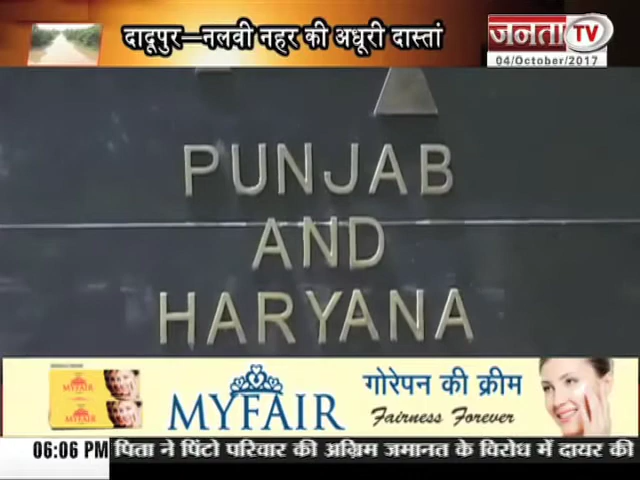 दादूपुर—नलवी नहर की अधूरी दास्तां
जनता TV
04/October/2017
PUNJAB
AND
HARYANA
MYFAIR
MYFAIR
MYFAIR
गोरेपन की क्रीम
Fairness Forever
06:06 PM
पिता ने पिंटो परिवार की अग्रिम जमानत के विरोध में दायर की